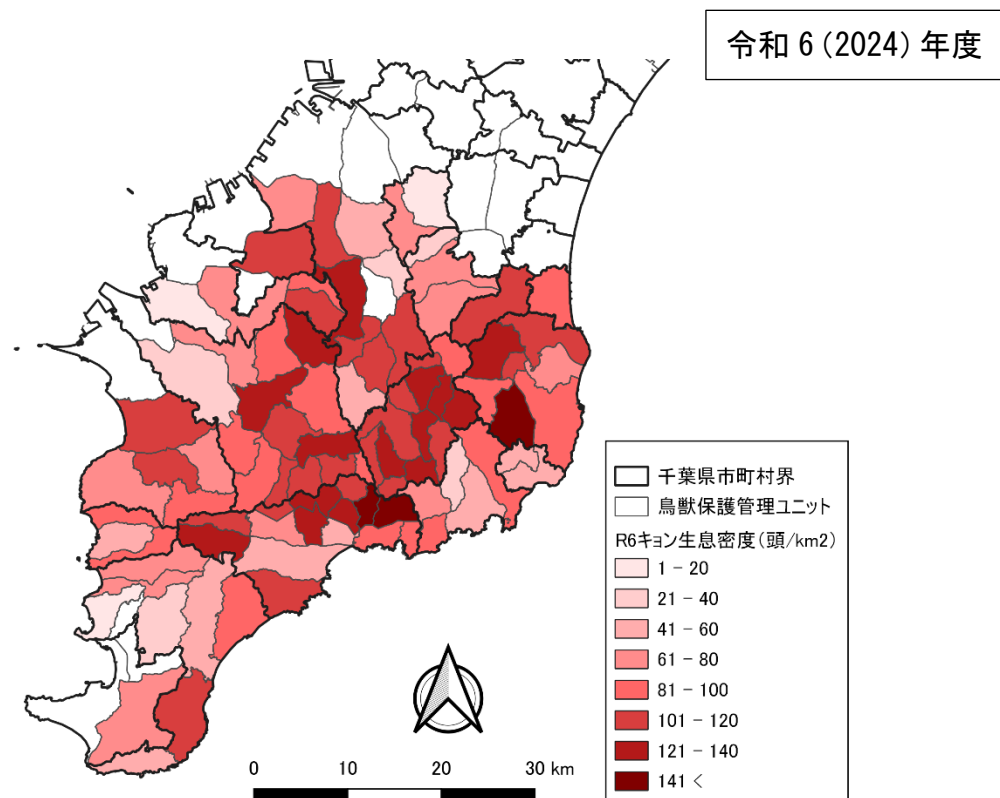 令和６(2024) 年度
千葉県市町村界
鳥獣保護管理ユニット
R6キョン生息密度(頭/km2)
1 - 20
21 - 40
41 - 60
61 - 80
81 - 100
101 - 120
121 - 140
141 <
0 10 20 30 km